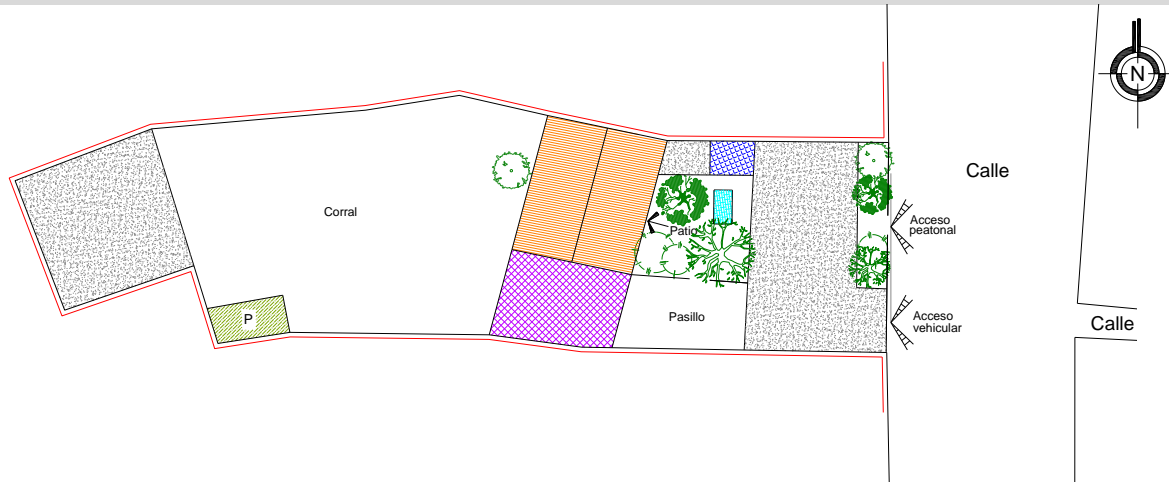 N
Calle
Corral
Acceso
peatonal
Patio
P
Pasillo
Acceso
vehicular
Calle